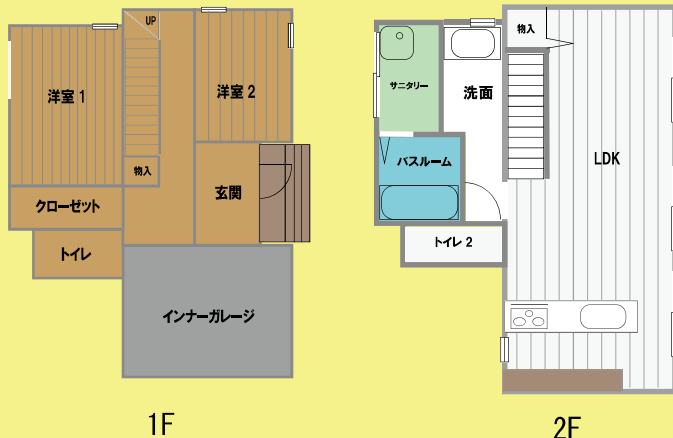 UP
洋室 1
洋室 2
物入
玄関
クローゼット
トイレ
インナーガレージ
1F
物入
サニタリー
洗面
バスルーム
LDK
トイレ 2
2F